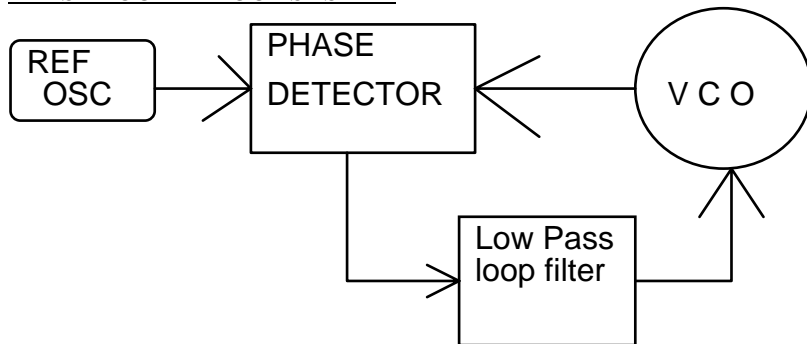 REF
OSC
PHASE
DETECTOR
V C O
Low Pass
loop filter